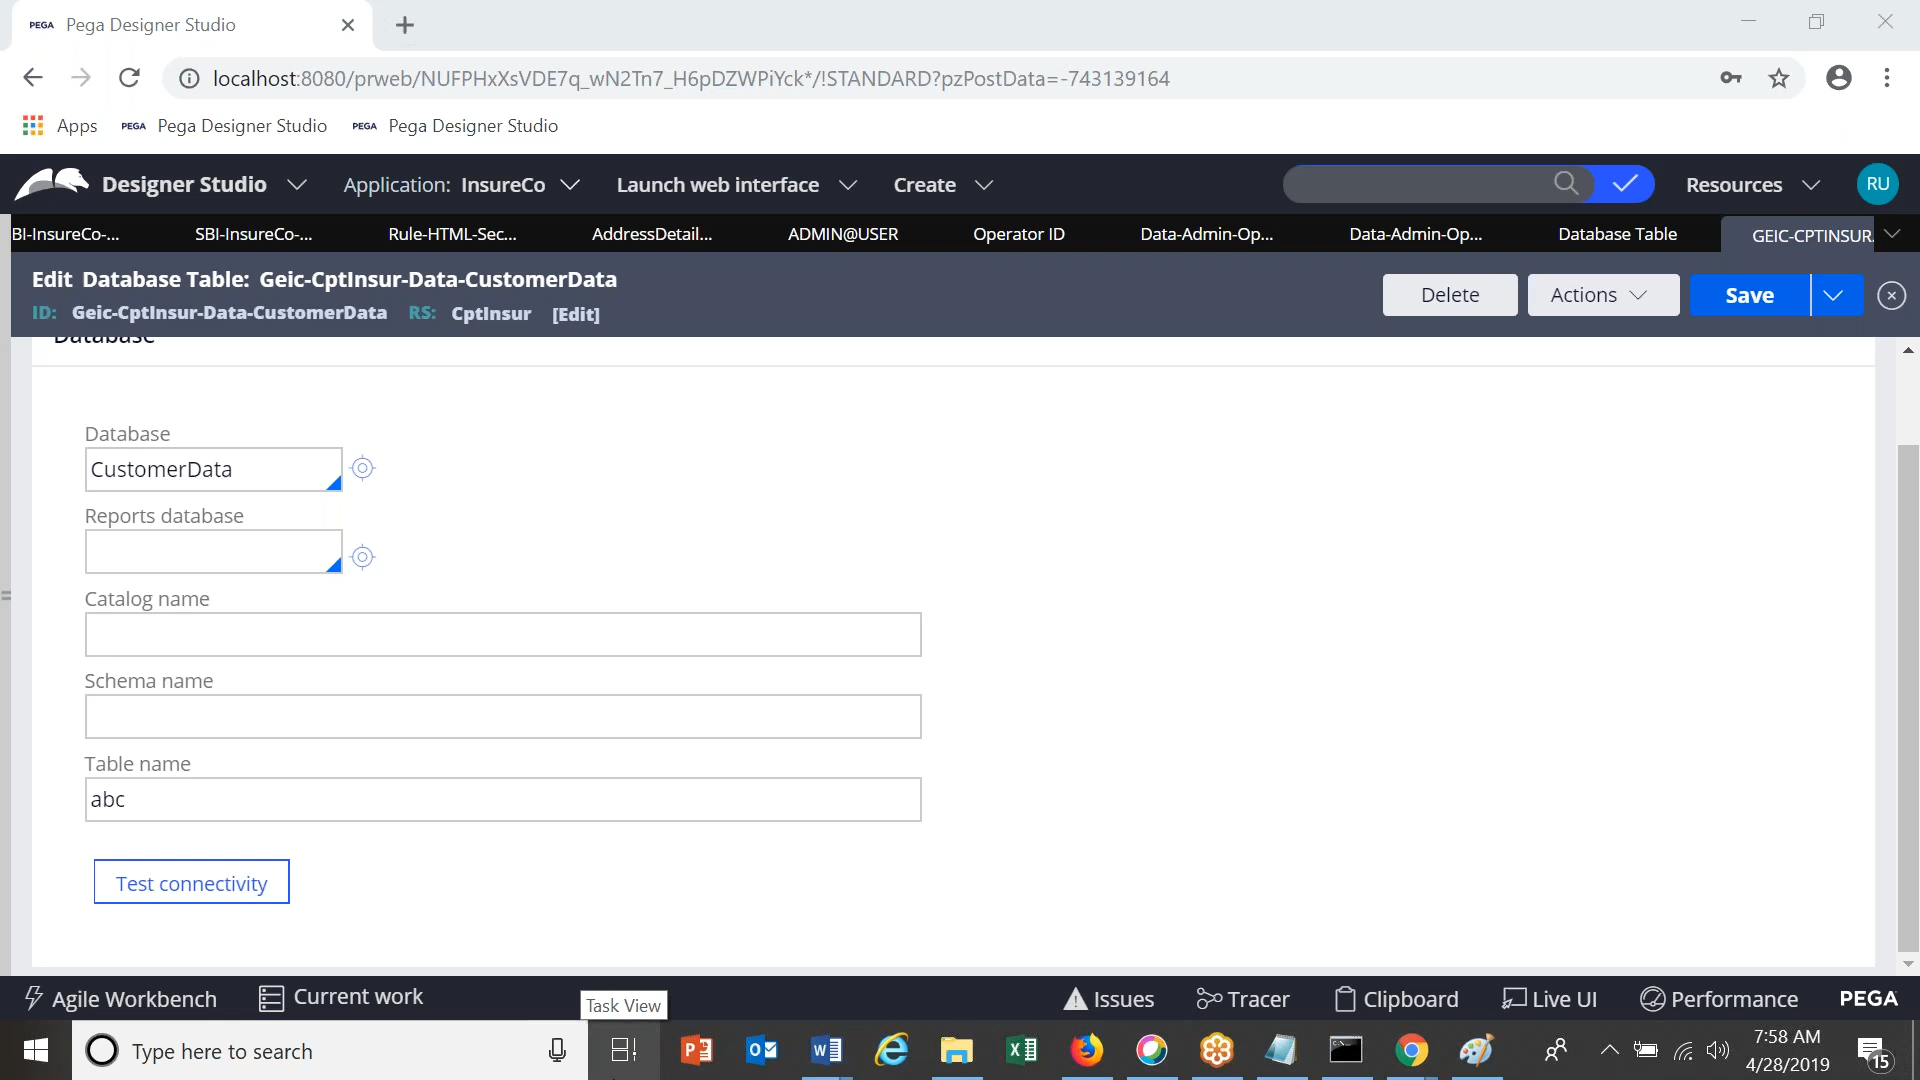 PEGA Pega Designer Studio
localhost:8080/prweb/NUFPHxXsVDE7q_wN2Tn7_H6pDZWPiYck*/!STANDARD?pzPostData=-743139164
Apps PEGA Pega Designer Studio PEGA Pega Designer Studio
Designer Studio Application: InsureCo Launch web interface Create Resources RU
BI-InsureCo-... SBI-InsureCo-... Rule-HTML-Sec... AddressDetail... ADMIN@USER Operator ID Data-Admin-Op... Data-Admin-Op... Database Table GEIC-CPTINSUR.
Edit Database Table: Geic-CptInsur-Data-CustomerData
ID: Geic-CptInsur-Data-CustomerData RS: CptInsur [Edit]
Delete Actions Save
Database
Database
CustomerData
Reports database
Catalog name
Schema name
Table name
abc
Test connectivity
Agile Workbench Current work Task View Issues Tracer Clipboard Live UI Performance PEGA
Type here to search
7:58 AM
4/28/2019
15